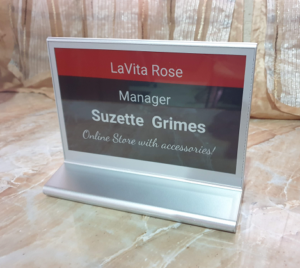 LaVita Rose
Manager
Suzette Grimes
Online Store with accessories!